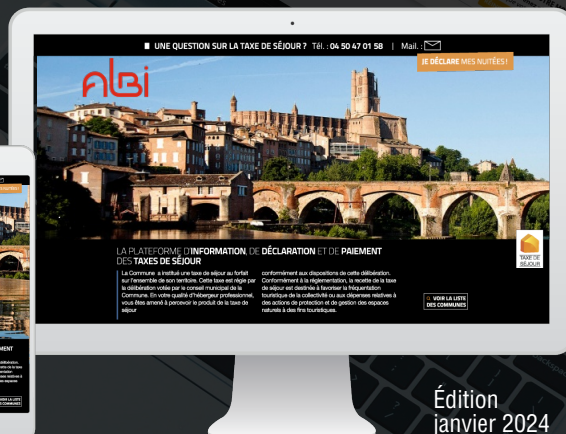 ■ UNE QUESTION SUR LA TAXE DE SÉJOUR ? Tél. : 04 50 47 01 58 | Mail. :
JE DÉCLARE MES NUITÉES !
albi
LA PLATEFORME D'INFORMATION, DE DÉCLARATION ET DE PAIEMENT
DES TAXES DE SÉJOUR
La Commune a institué une taxe de séjour au forfait
sur l'ensemble de son territoire. Cette taxe est régie par
la délibération votée par le conseil municipal de la
Commune. En votre qualité d'hébergeur professionnel,
vous êtes amené à percevoir le produit de la taxe de
séjour
conformément aux dispositions de cette délibération.
Conformément à la réglementation, la recette de la taxe
de séjour est destinée à favoriser la fréquentation
touristique de la collectivité ou aux dépenses relatives à
des actions de protection et de gestion des espaces
naturels à des fins touristiques.
TAXE DE
SÉJOUR
VOIR LA LISTE
DES COMMUNES
EMENT
VOIR LA LISTE
DES COMMUNES
Édition
janvier 2024